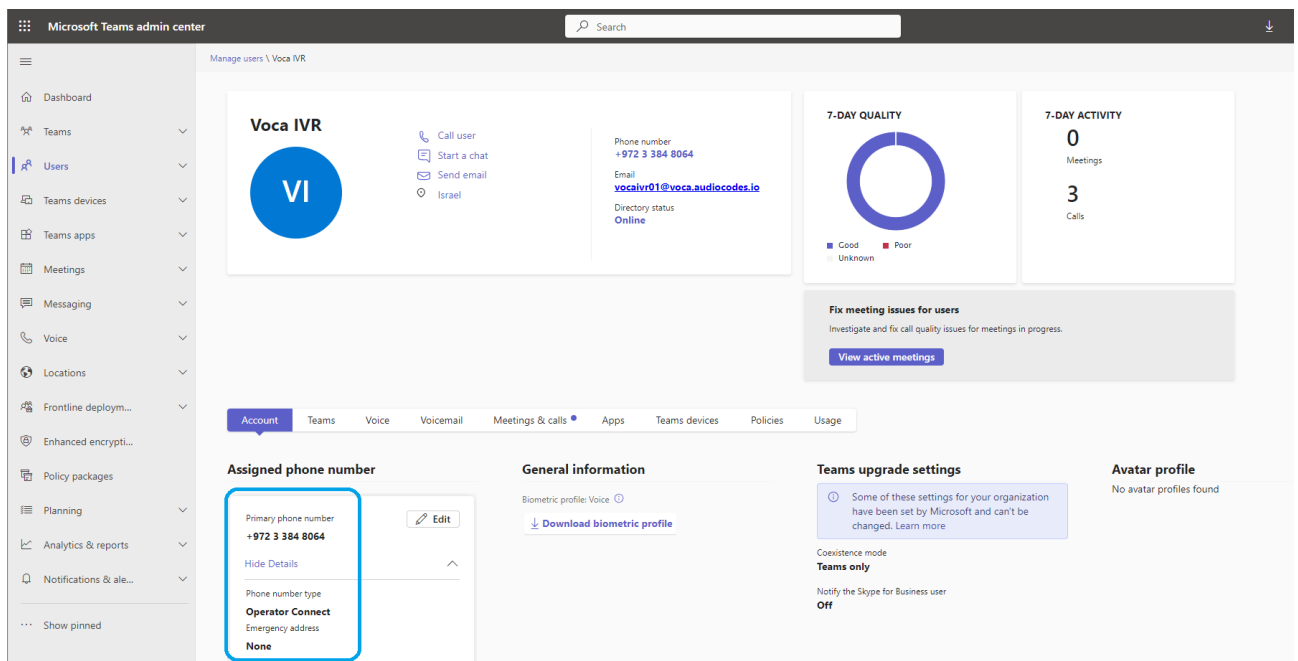 Microsoft Teams admin center
Search
Manage users \ Voca IVR
Dashboard
Teams
Users
Teams devices
Teams apps
Meetings
Messaging
Voice
Locations
Frontline deploym...
Enhanced encrypti...
Policy packages
Planning
Analytics & reports
Notifications & ale...
Show pinned
Voca IVR
VI
Call user
Start a chat
Send email
Israel
Phone number
+972 3 384 8064
Email
vocaivr01@voca.audiocodes.io
Directory status
Online
7-DAY QUALITY
Good
Poor
Unknown
7-DAY ACTIVITY
0
Meetings
3
Calls
Fix meeting issues for users
Investigate and fix call quality issues for meetings in progress.
View active meetings
Account Teams Voice Voicemail Meetings & calls Apps Teams devices Policies Usage
Assigned phone number
Primary phone number
+972 3 384 8064
Edit
Hide Details
Phone number type
Operator Connect
Emergency address
None
General information
Biometric profile: Voice
Download biometric profile
Teams upgrade settings
Some of these settings for your organization
have been set by Microsoft and can't be
changed. Learn more
Coexistence mode
Teams only
Notify the Skype for Business user
Off
Avatar profile
No avatar profiles found